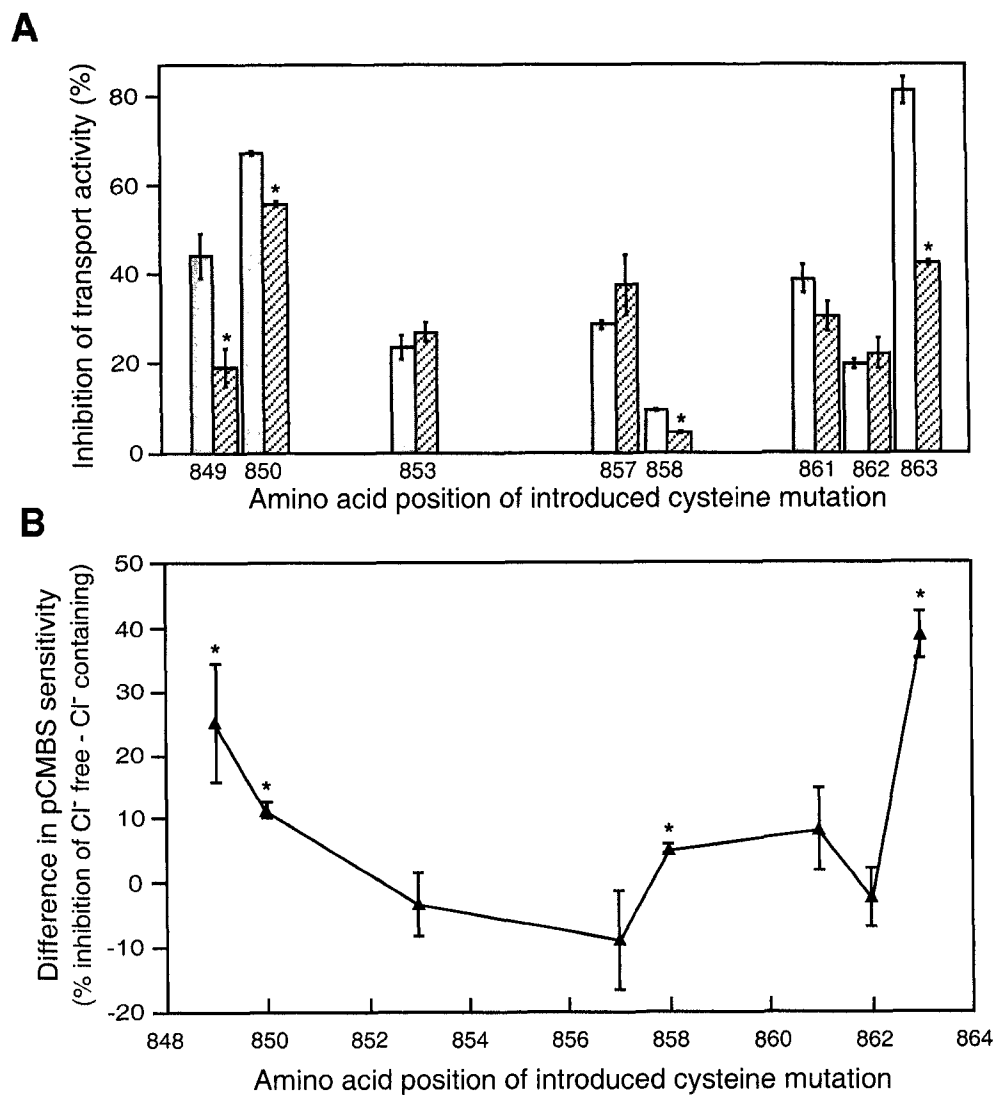 A
Inhibition of transport activity (%)
80
60
40
20
0
* * * *
849 850 853 857 858 861 862 863
Amino acid position of introduced cysteine mutation
B
Difference in pCMBS sensitivity
(% inhibition of Cl⁻ free - Cl⁻ containing)
50
40
30
20
10
0
-10
-20
* * * *
848 850 852 854 856 858 860 862 864
Amino acid position of introduced cysteine mutation